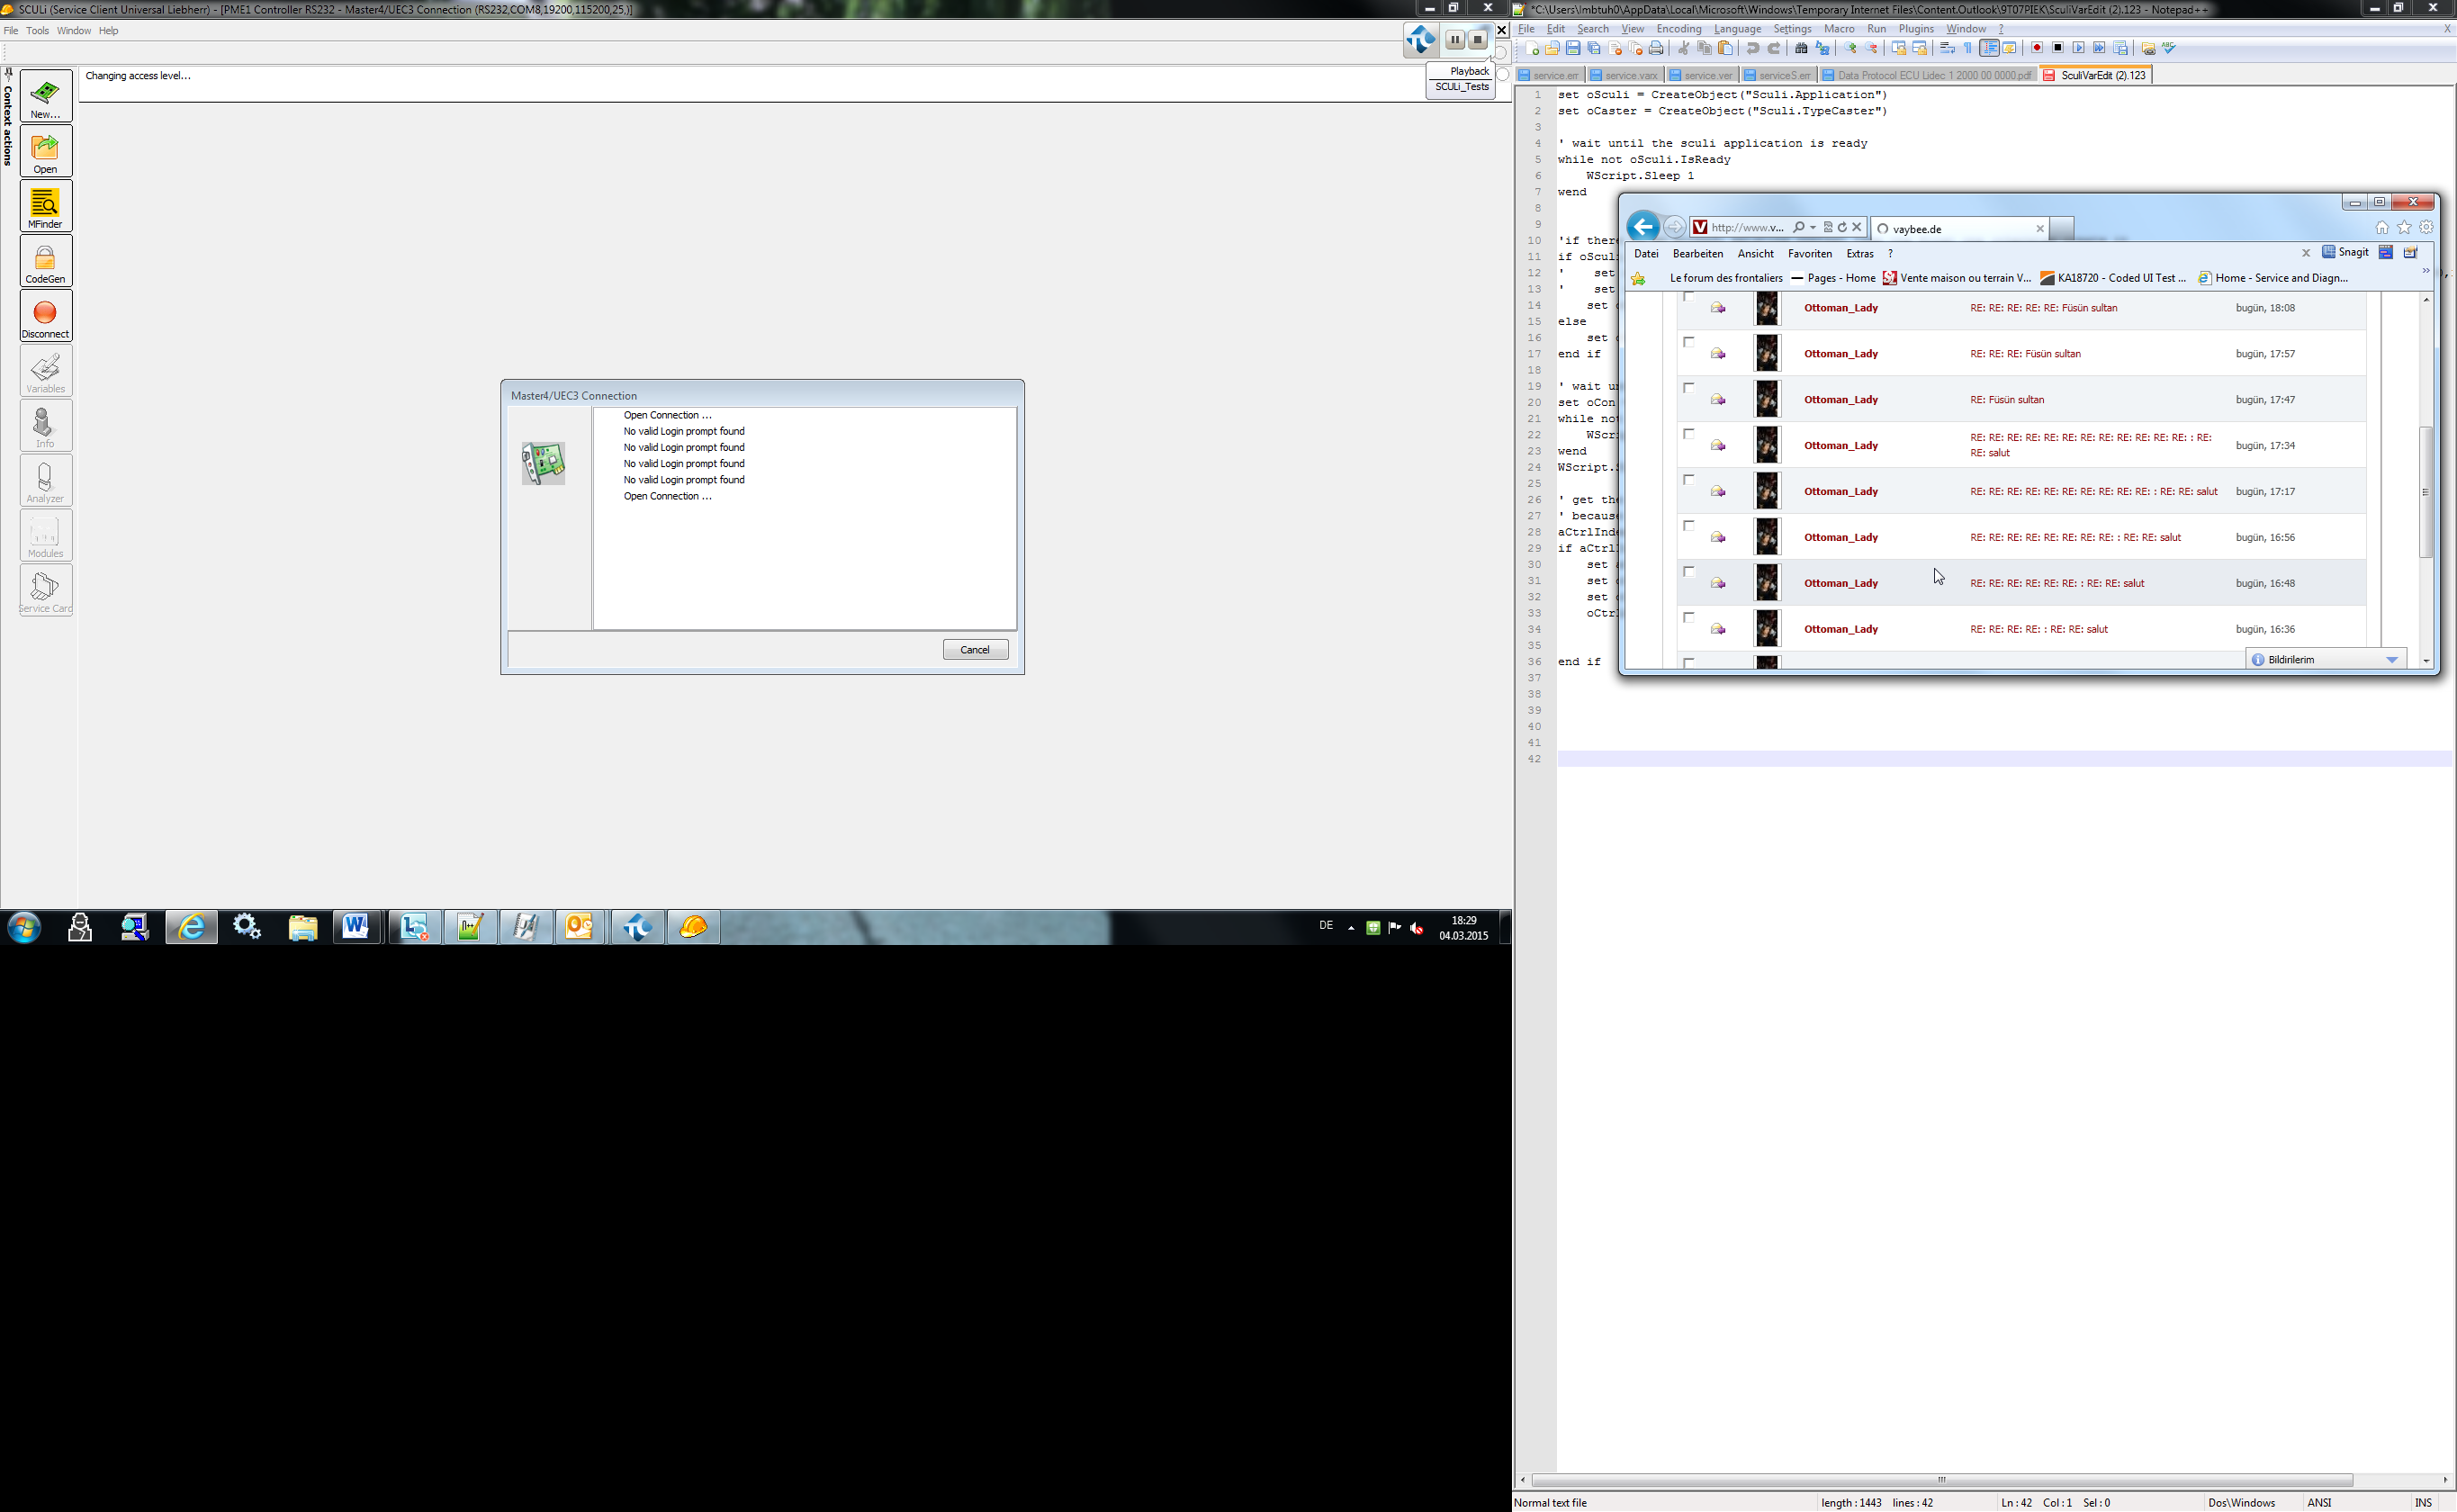 SCULi (Service Client Universal Liebherr) - [PME1 Controller RS232 - Master4/UEC3 Connection (RS232,COM8,19200,115200,25,)]
File Tools Window Help
Playback
SCULi_Tests
Context actions
Changing access level...
New...
Open
MFinder
CodeGen
Disconnect
Variables
Info
Analyzer
Modules
Service Card
Master4/UEC3 Connection
Open Connection ...
No valid Login prompt found
No valid Login prompt found
No valid Login prompt found
No valid Login prompt found
Open Connection ...
Cancel
DE
18:29
04.03.2015
*C:\Users\lmbtuh0\AppData\Local\Microsoft\Windows\Temporary Internet Files\Content.Outlook\9T07PIEK\SculiVarEdit (2).123 - Notepad++
File Edit Search View Encoding Language Settings Macro Run Plugins Window ?
X
service.err service.varx service.ver serviceS.err Data Protocol ECU Lidec 1 2000 00 0000.pdf SculiVarEdit (2).123
1 set oSculi = CreateObject("Sculi.Application")
2 set oCaster = CreateObject("Sculi.TypeCaster")
3
4 ' wait until the sculi application is ready
5 while not oSculi.IsReady
6 WScript.Sleep 1
7 wend
8
9
10 'if there
11 if oSculi
12 ' set
13 ' set
14 set
15 else
16 set
17 end if
18
19 ' wait
20 set oCon
21 while not
22 WScr
23 wend
24 WScript.
25
26 ' get the
27 ' because
28 aCtrlInd
29 if aCtrl
30 set
31 set
32 set
33 oCtr
34
35
36 end if
37
38
39
40
41
42
http://www.v...
vaybee.de
Datei Bearbeiten Ansicht Favoriten Extras ?
x Snagit
Le forum des frontaliers Pages - Home Vente maison ou terrain V... KA18720 - Coded UI Test ... Home - Service and Diagn...
Ottoman_Lady RE: RE: RE: RE: RE: Füsün sultan bugün, 18:08
Ottoman_Lady RE: RE: RE: Füsün sultan bugün, 17:57
Ottoman_Lady RE: Füsün sultan bugün, 17:47
Ottoman_Lady RE: RE: RE: RE: RE: RE: RE: RE: RE: RE: RE: RE: : RE: RE: salut bugün, 17:34
Ottoman_Lady RE: RE: RE: RE: RE: RE: RE: RE: RE: RE: : RE: RE: salut bugün, 17:17
Ottoman_Lady RE: RE: RE: RE: RE: RE: RE: RE: : RE: RE: salut bugün, 16:56
Ottoman_Lady RE: RE: RE: RE: RE: RE: : RE: RE: salut bugün, 16:48
Ottoman_Lady RE: RE: RE: RE: : RE: RE: salut bugün, 16:36
Bildirilerim
Normal text file length : 1443 lines : 42 Ln : 42 Col : 1 Sel : 0 Dos\Windows ANSI INS